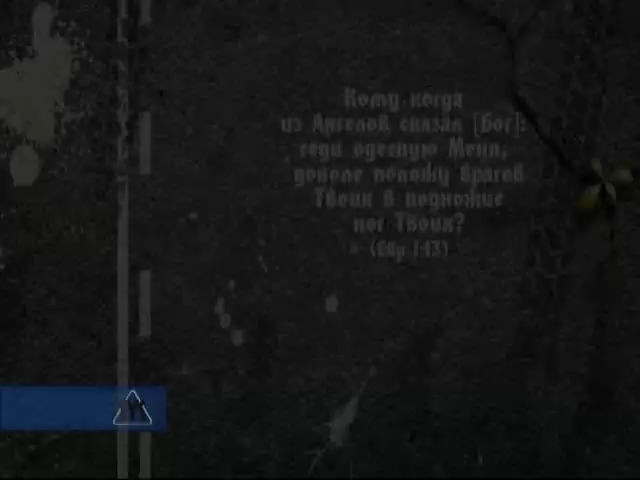 Кому когда
из Ангелов сказал [Бог]:
седи одесную Меня,
доколе положу врагов
Твоих в подножие
ног Твоих?
(Евр 1:13)